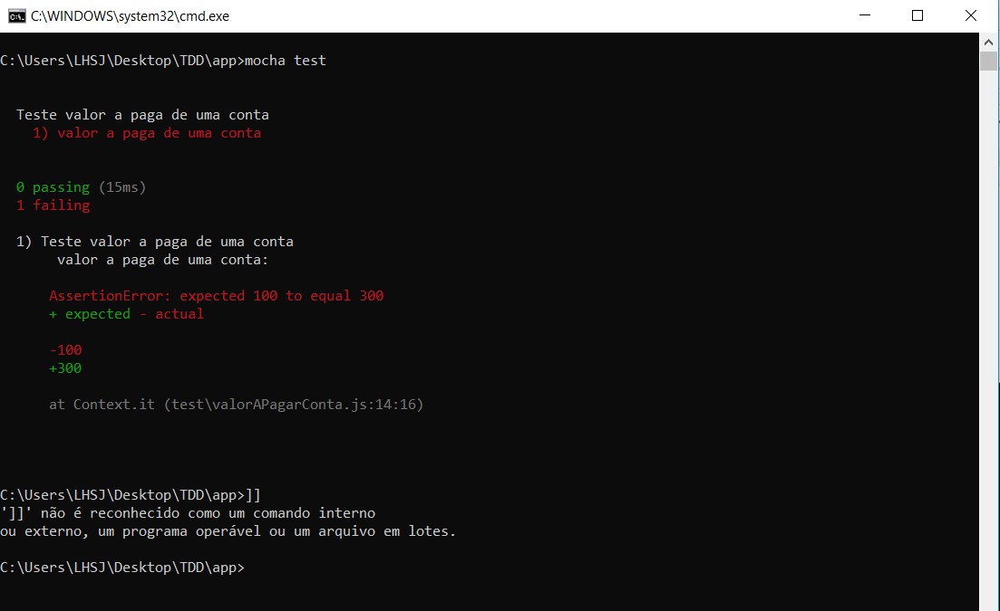 C:\WINDOWS\system32\cmd.exe
C:\Users\LHSJ\Desktop\TDD\app>mocha test
Teste valor a paga de uma conta
1) valor a paga de uma conta
0 passing (15ms)
1 failing
1) Teste valor a paga de uma conta
valor a paga de uma conta:
AssertionError: expected 100 to equal 300
+ expected - actual
-100
+300
at Context.it (test\valorAPagarConta.js:14:16)
C:\Users\LHSJ\Desktop\TDD\app>]]
']]' não é reconhecido como um comando interno
ou externo, um programa operável ou um arquivo em lotes.
C:\Users\LHSJ\Desktop\TDD\app>